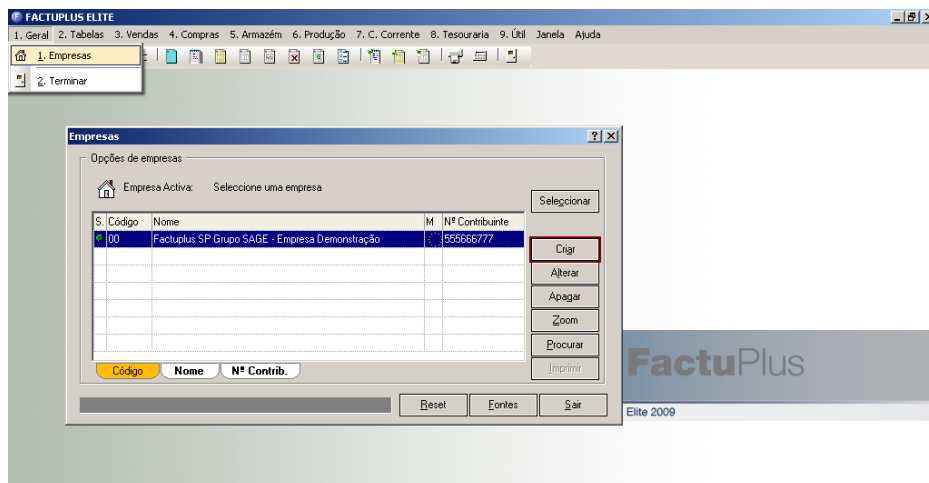 FACTUPLUS ELITE
1. Geral 2. Tabelas 3. Vendas 4. Compras 5. Armazém 6. Produção 7. C. Corrente 8. Tesouraria 9. Útil Janela Ajuda
1. Empresas
2. Terminar
Empresas
Opções de empresas
Empresa Activa: Seleccione uma empresa
Selecçionar
S. Código Nome M Nº Contribuinte
00 Factuplus SP Grupo SAGE - Empresa Demonstração 555666777
Criar
Alterar
Apagar
Zoom
Procurar
Imprimir
Código Nome Nº Contrib.
Reset Fontes Sair
FactuPlus
Elite 2009